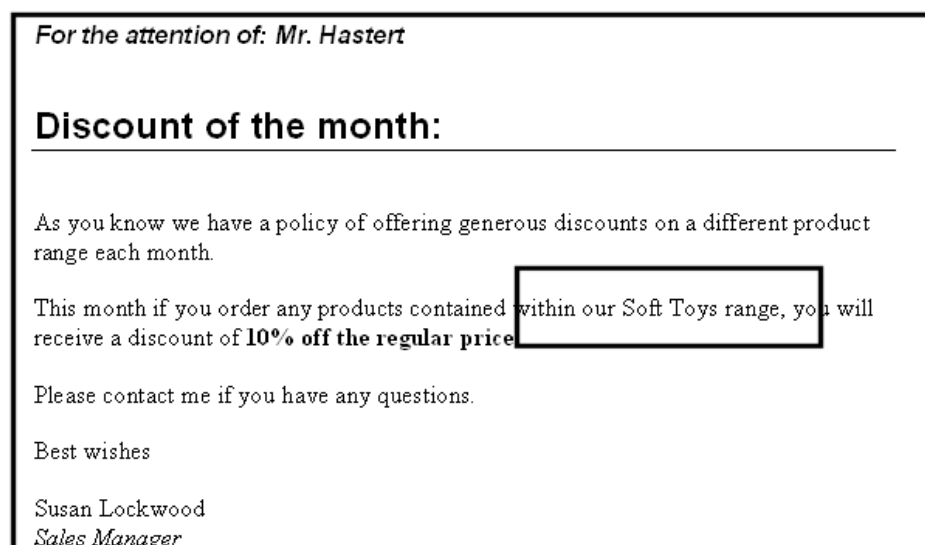 For the attention of: Mr. Hastert
Discount of the month:
As you know we have a policy of offering generous discounts on a different product
range each month.
This month if you order any products contained within our Soft Toys range, you will
receive a discount of 10% off the regular price
Please contact me if you have any questions.
Best wishes
Susan Lockwood
Sales Manager